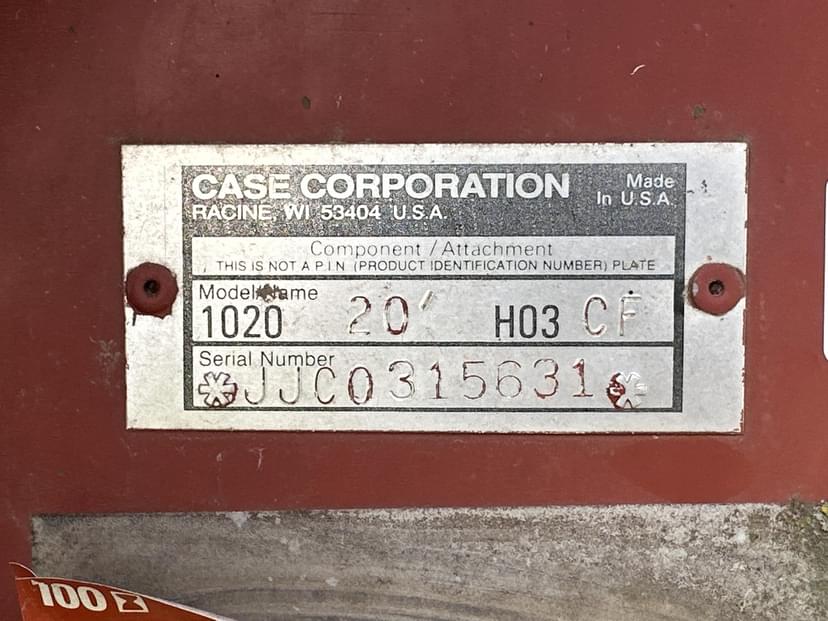 CASE CORPORATION
Made
In U.S.A.
RACINE, WI 53404 U.S.A.
Component / Attachment
THIS IS NOT A P.I.N. (PRODUCT IDENTIFICATION NUMBER) PLATE
Model Name
1020 20' H03 CF
Serial Number
*JJC0315631*
100